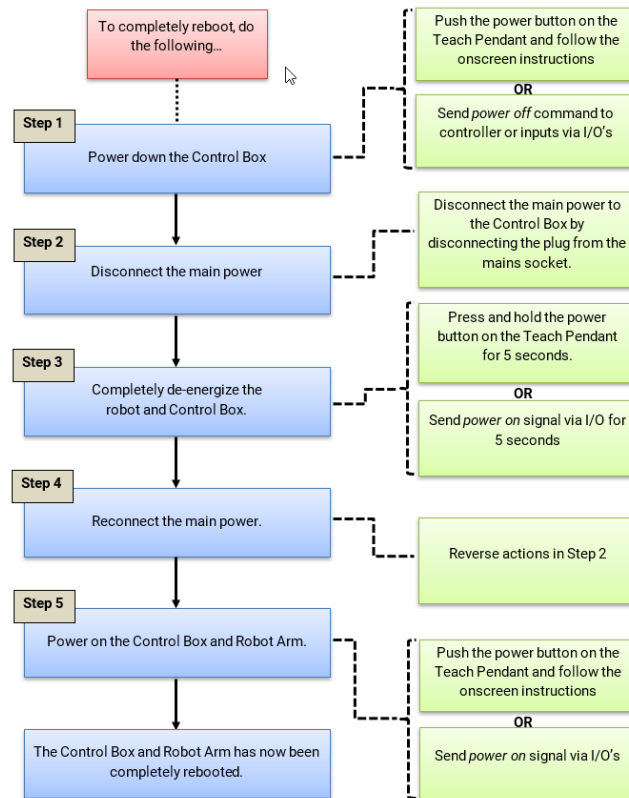 To completely reboot, do
the following...
Push the power button on the
Teach Pendant and follow the
onscreen instructions
OR
Send power off command to
controller or inputs via I/O's
Step 1
Power down the Control Box
Step 2
Disconnect the main power
Disconnect the main power to
the Control Box by
disconnecting the plug from the
mains socket.
Step 3
Completely de-energize the
robot and Control Box.
Press and hold the power
button on the Teach Pendant
for 5 seconds.
OR
Send power on signal via I/O for
5 seconds
Step 4
Reconnect the main power.
Reverse actions in Step 2
Step 5
Power on the Control Box and Robot Arm.
Push the power button on the
Teach Pendant and follow the
onscreen instructions
OR
Send power on signal via I/O's
The Control Box and Robot Arm has now been
completely rebooted.